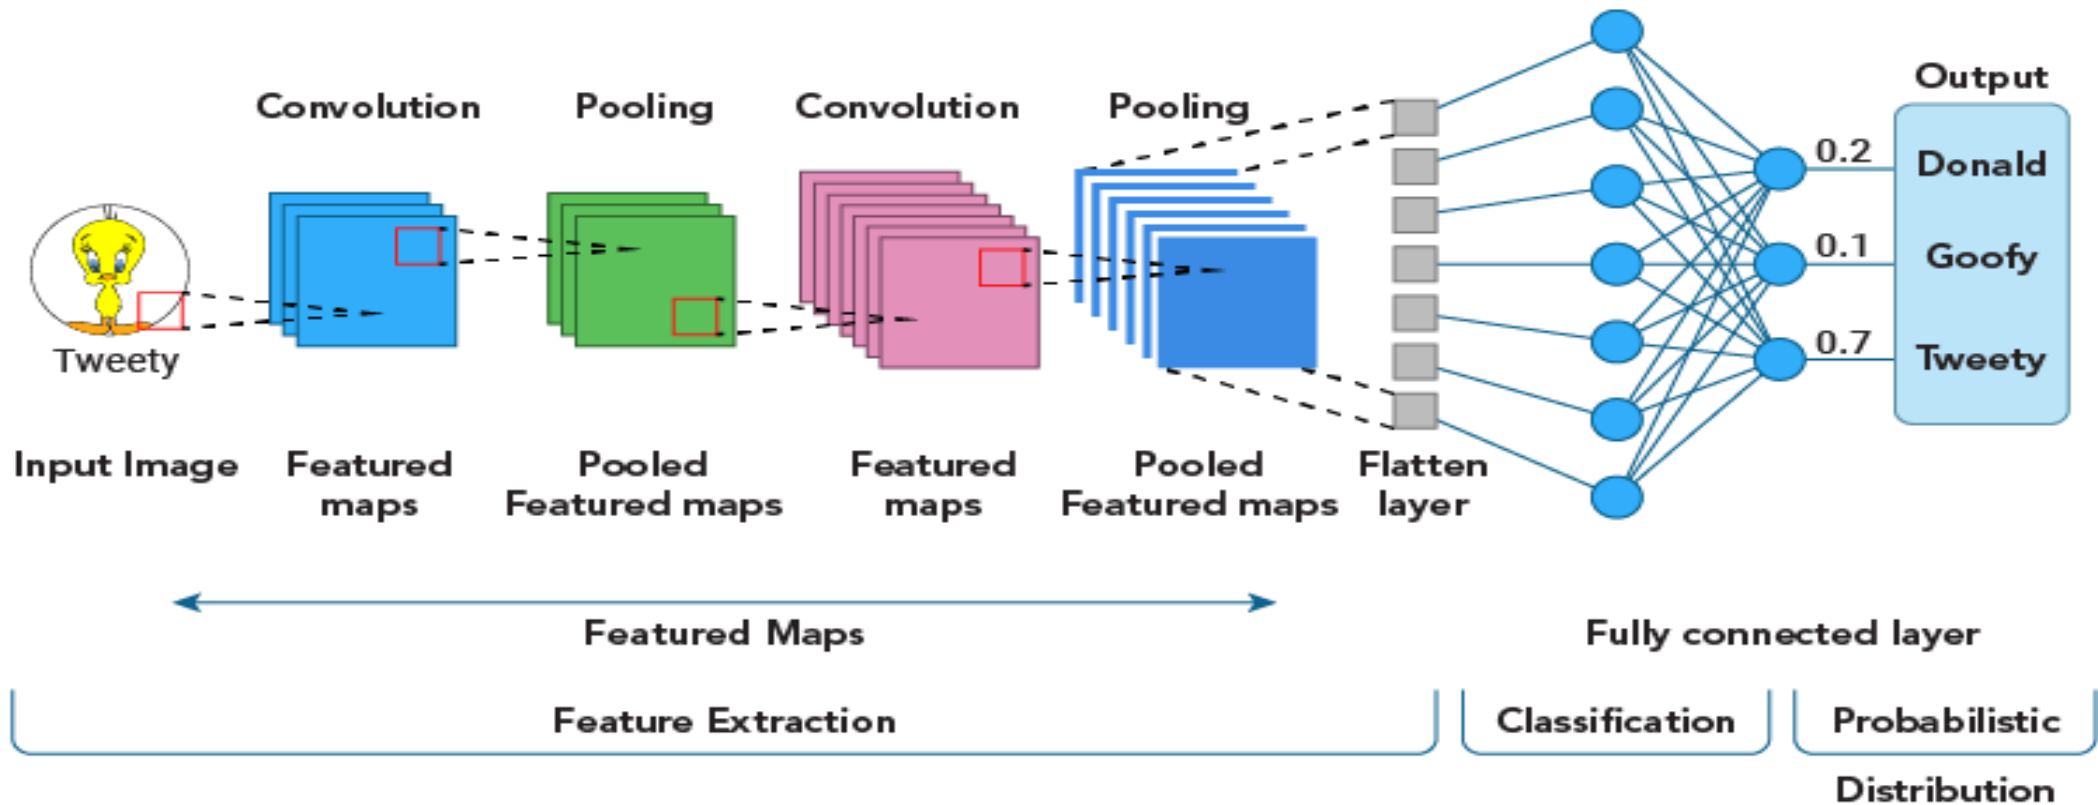 Convolution
Pooling
Convolution
Pooling
Output
0.2
Donald
0.1
Goofy
0.7
Tweety
Tweety
Input Image
Featured
maps
Pooled
Featured maps
Featured
maps
Pooled
Featured maps
Flatten
layer
Featured Maps
Fully connected layer
Feature Extraction
Classification
Probabilistic
Distribution